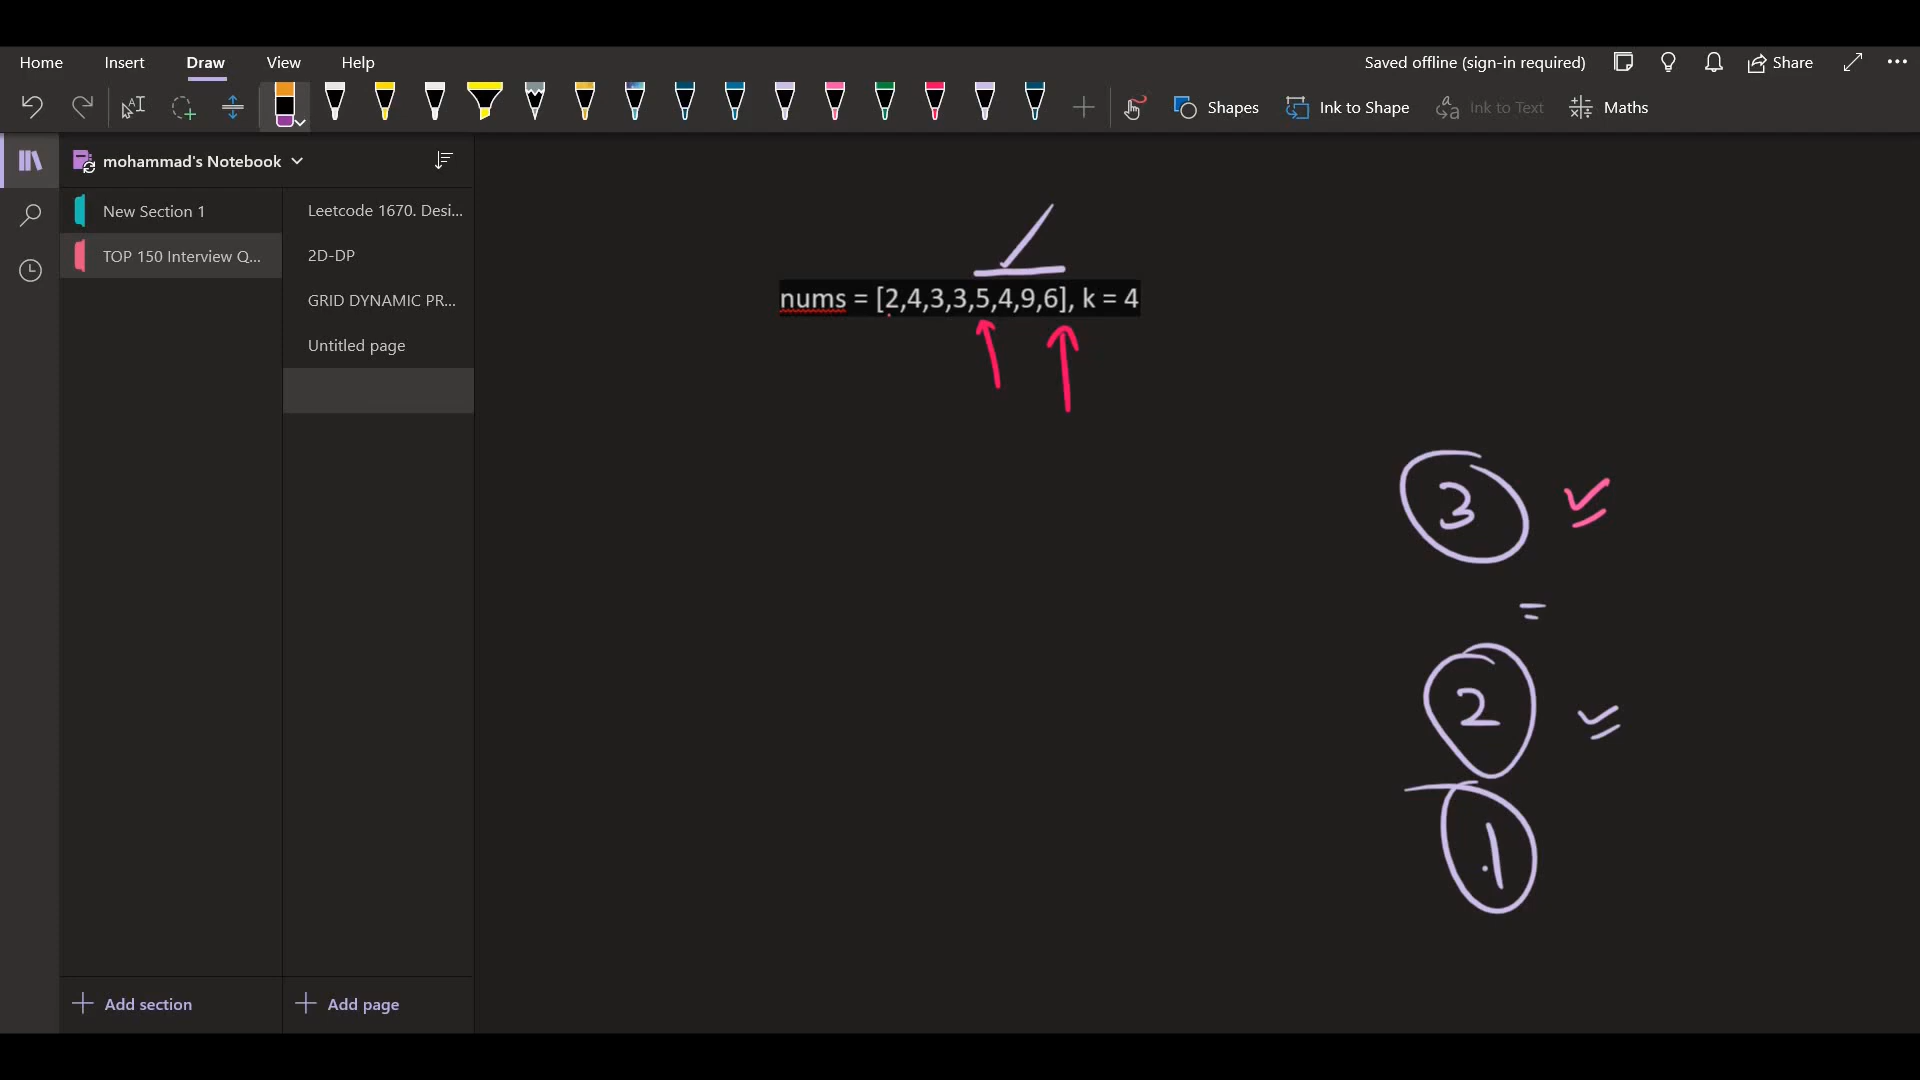 Home Insert Draw View Help Saved offline (sign-in required) Share
Shapes Ink to Shape Ink to Text Maths
mohammad's Notebook
New Section 1
TOP 150 Interview Q...
Leetcode 1670. Desi...
2D-DP
GRID DYNAMIC PR...
Untitled page
nums = [2,4,3,3,5,4,9,6], k = 4
3
=
2
1
Add section Add page